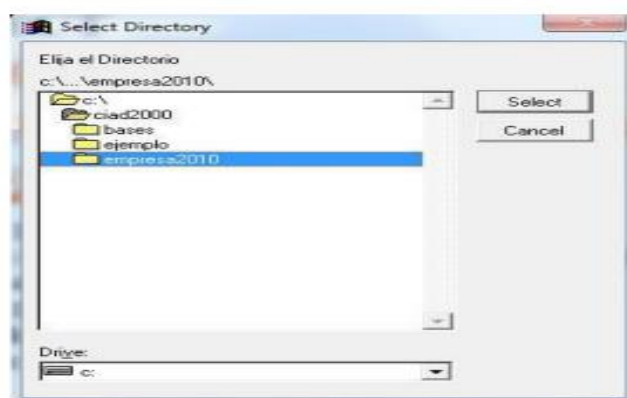 Select Directory
Elija el Directorio
c:\...\empresa2010\
c:\
ciad2000
bases
ejemplo
empresa2010
Select
Cancel
Drive:
c: